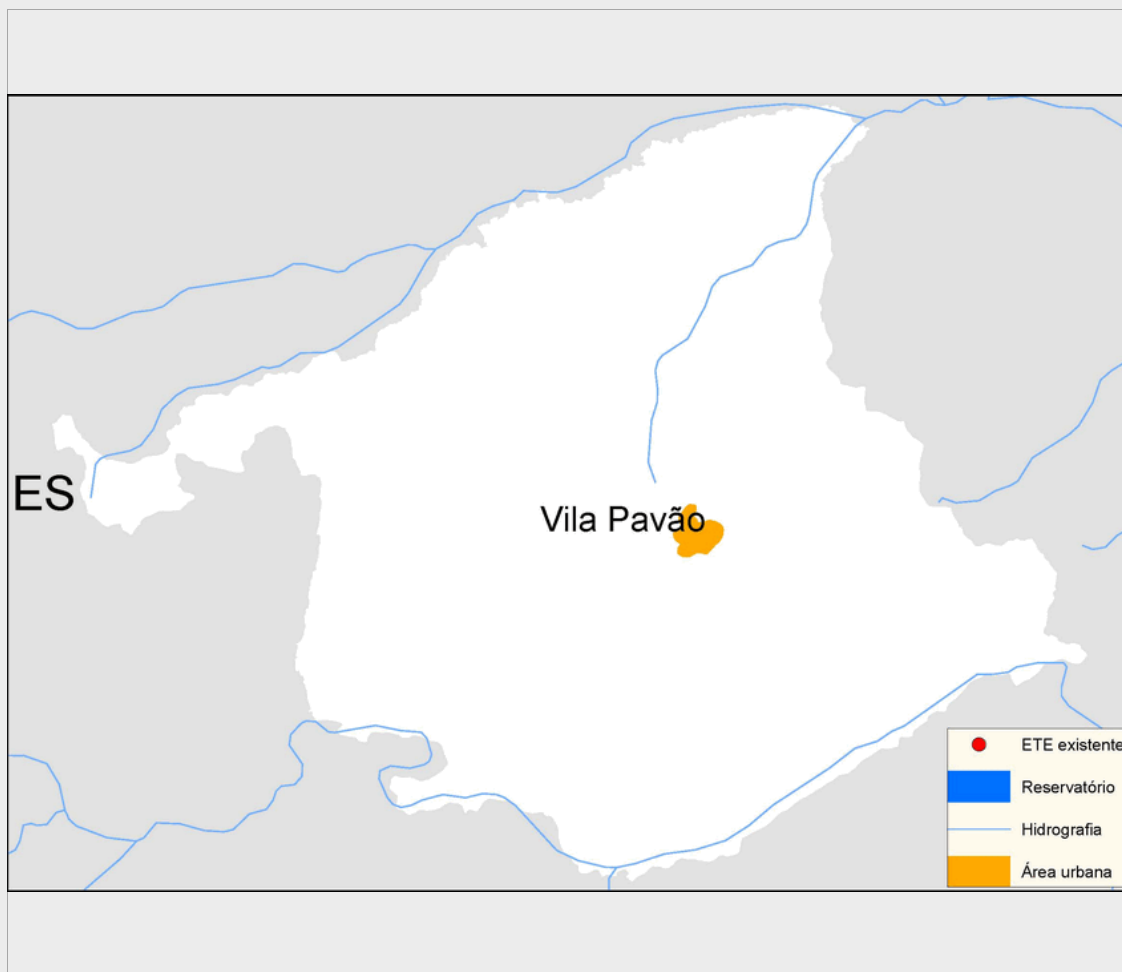 ES
Vila Pavão
ETE existente
Reservatório
Hidrografia
Área urbana